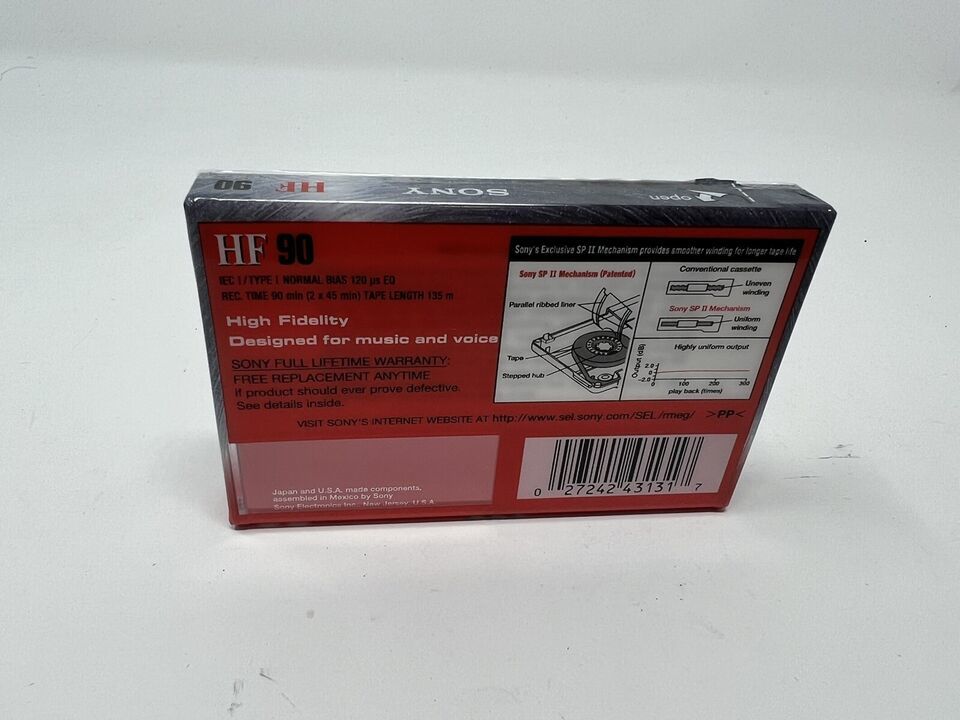 HF 90
SONY
open
HF 90
IEC I/TYPE I NORMAL BIAS 120 µs EQ
REC. TIME 90 min (2 x 45 min) TAPE LENGTH 135 m
High Fidelity
Designed for music and voice
SONY FULL LIFETIME WARRANTY:
FREE REPLACEMENT ANYTIME
if product should ever prove defective.
See details inside.
Sony's Exclusive SP II Mechanism provides smoother winding for longer tape life
Sony SP II Mechanism (Patented)
Parallel ribbed liner
Tape
Stepped hub
Conventional cassette
Uneven
winding
Sony SP II Mechanism
Uniform
winding
Highly uniform output
Output (dB)
2.0
0
-2.0
100 200 300
play back (times)
VISIT SONY'S INTERNET WEBSITE AT http://www.sel.sony.com/SEL/rmeg/ >PP<
Japan and U.S.A. made components,
assembled in Mexico by Sony
Sony Electronics Inc., New Jersey, U.S.A.
0 27242 43131 7